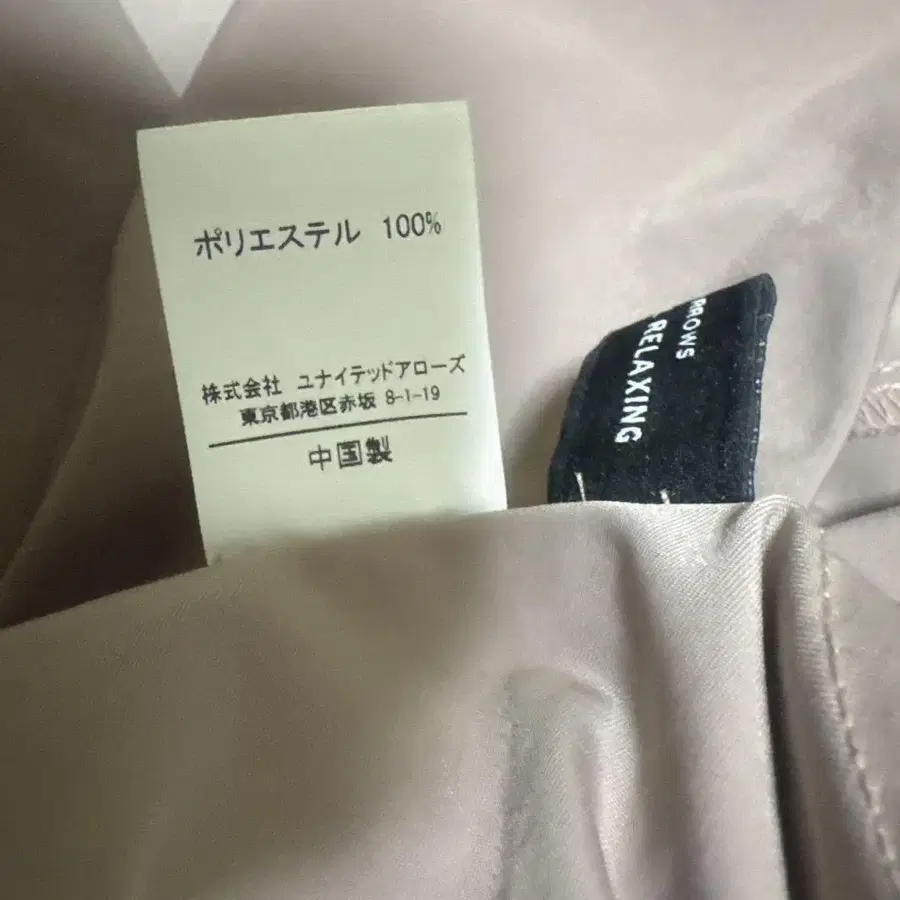 ポリエステル 100%
株式会社 ユナイテッドアローズ
東京都港区赤坂 8-1-19
中国製
RROWS
RELAXING